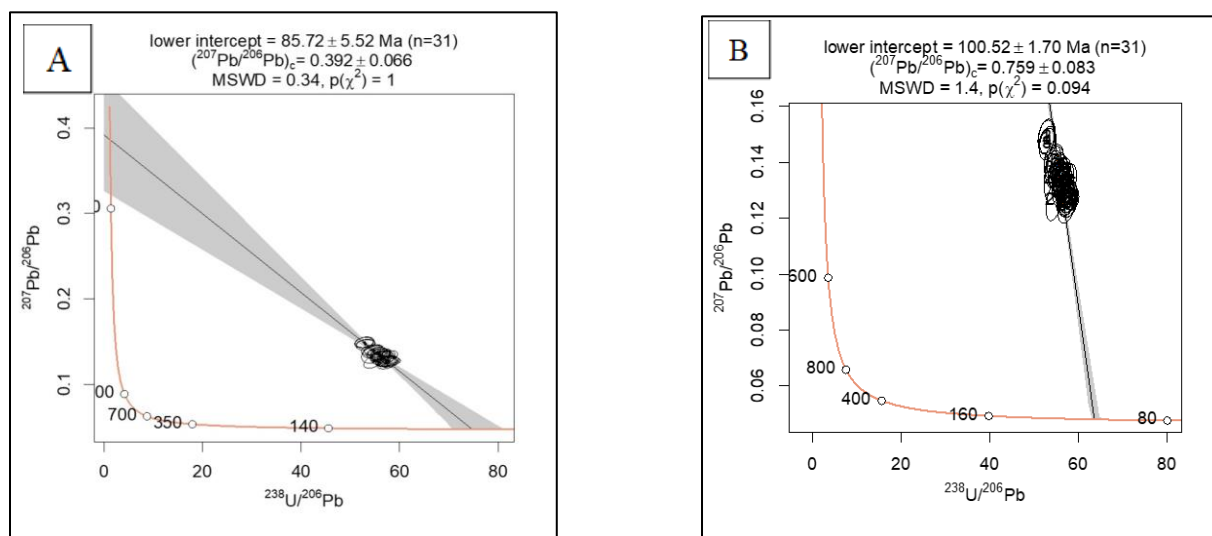 A
lower intercept = 85.72 ± 5.52 Ma (n=31)
(²⁰⁷Pb/²⁰⁶Pb)c= 0.392 ± 0.066
MSWD = 0.34, p(χ²) = 1
0.4
0.3
0.2
0.1
²⁰⁷Pb/²⁰⁶Pb
0
00
700
350
140
0 20 40 60 80
²³⁸U/²⁰⁶Pb
B
lower intercept = 100.52 ± 1.70 Ma (n=31)
(²⁰⁷Pb/²⁰⁶Pb)c= 0.759 ± 0.083
MSWD = 1.4, p(χ²) = 0.094
0.16
0.14
0.12
0.10
0.08
0.06
²⁰⁷Pb/²⁰⁶Pb
600
800
400
160
80
0 20 40 60 80
²³⁸U/²⁰⁶Pb